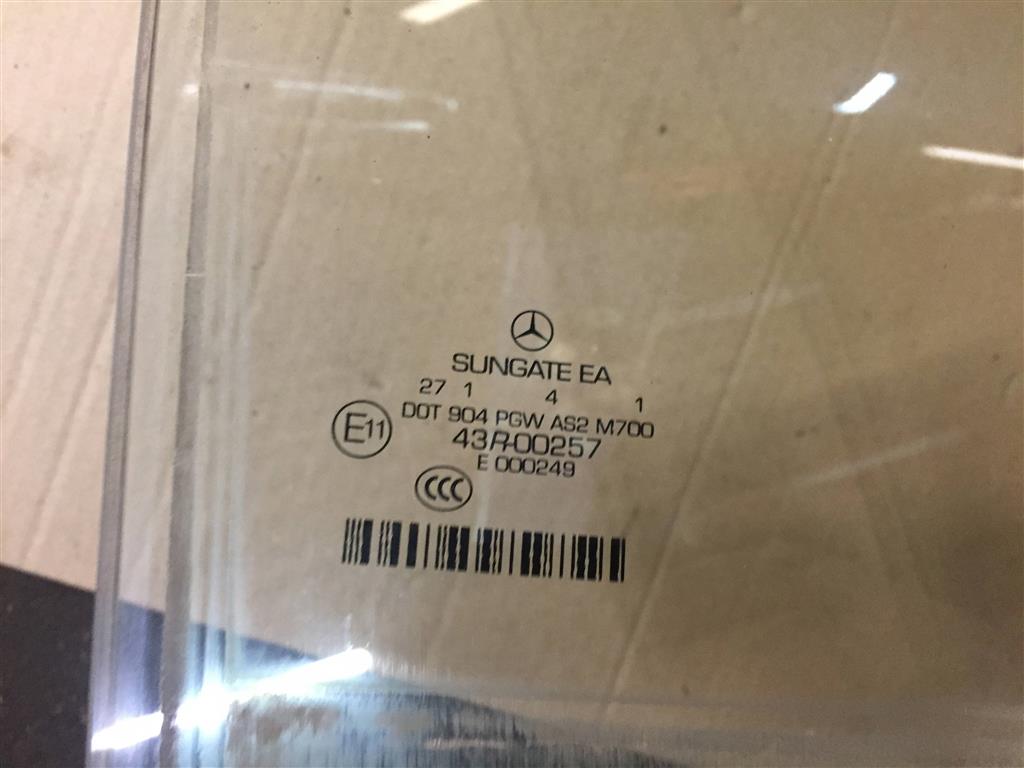 SUNGATE EA
27 1 4 1
DOT 904 PGW AS2 M700
E11
43R-00257
E 000249
CCC